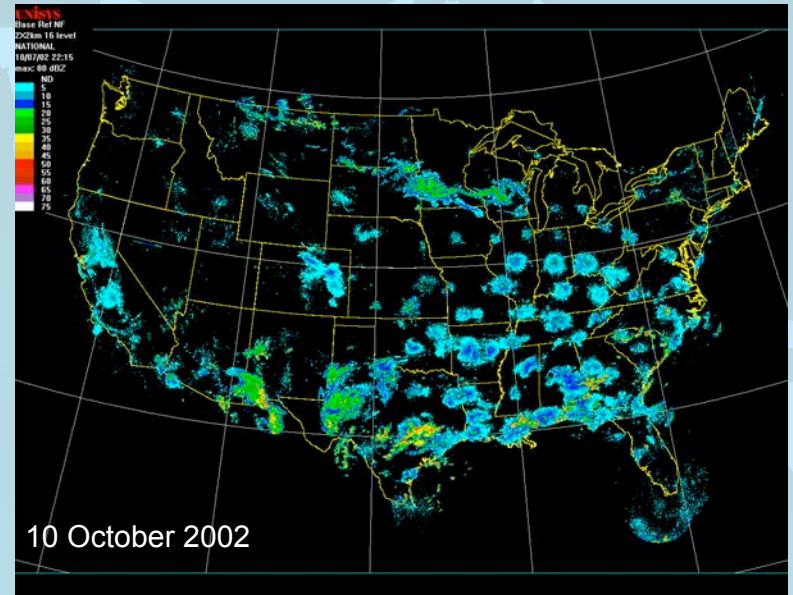 UNISYS
Base Ref NF
2X2km 16 level
NATIONAL
10/07/02 22:15
max: 80 dBZ
ND
5
10
15
20
25
30
35
40
45
50
55
60
65
70
75
10 October 2002